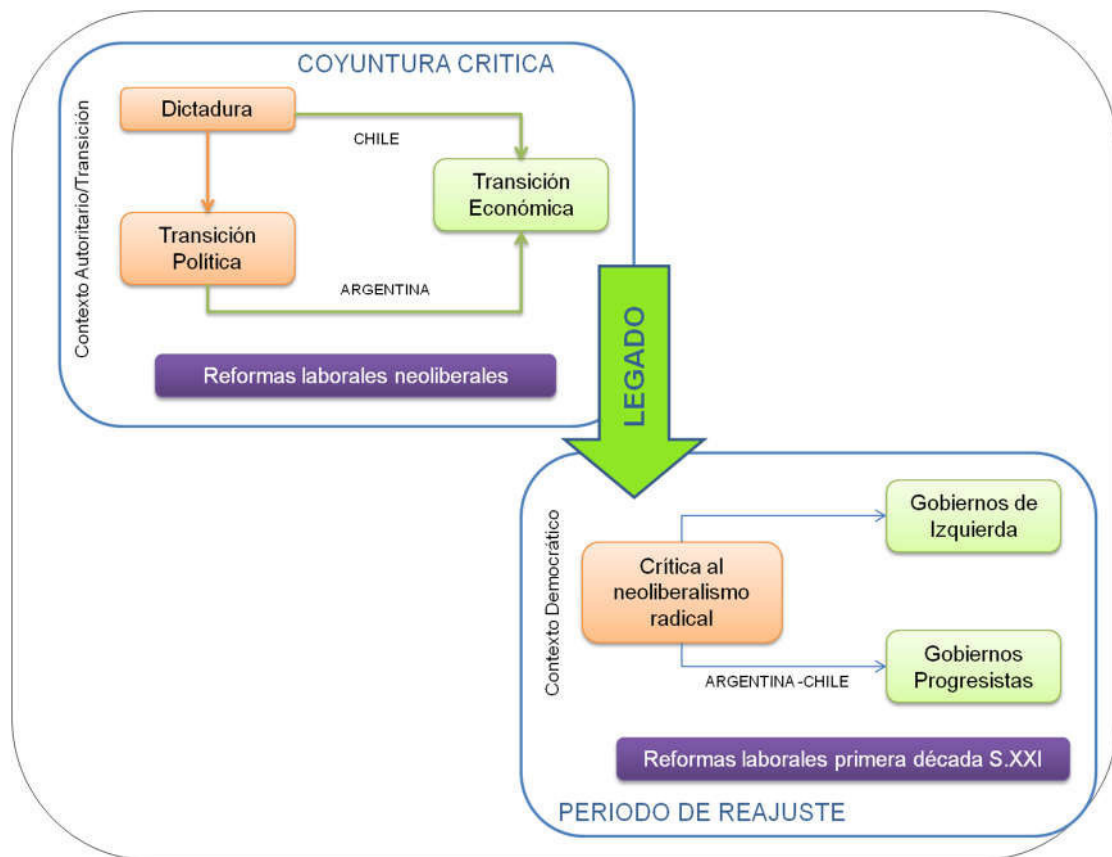 COYUNTURA CRITICA
Contexto Autoritario/Transición
Dictadura
CHILE
Transición
Económica
Transición
Política
ARGENTINA
Reformas laborales neoliberales
LEGADO
Contexto Democrático
Gobiernos de
Izquierda
Crítica al
neoliberalismo
radical
ARGENTINA -CHILE
Gobiernos
Progresistas
Reformas laborales primera década S.XXI
PERIODO DE REAJUSTE